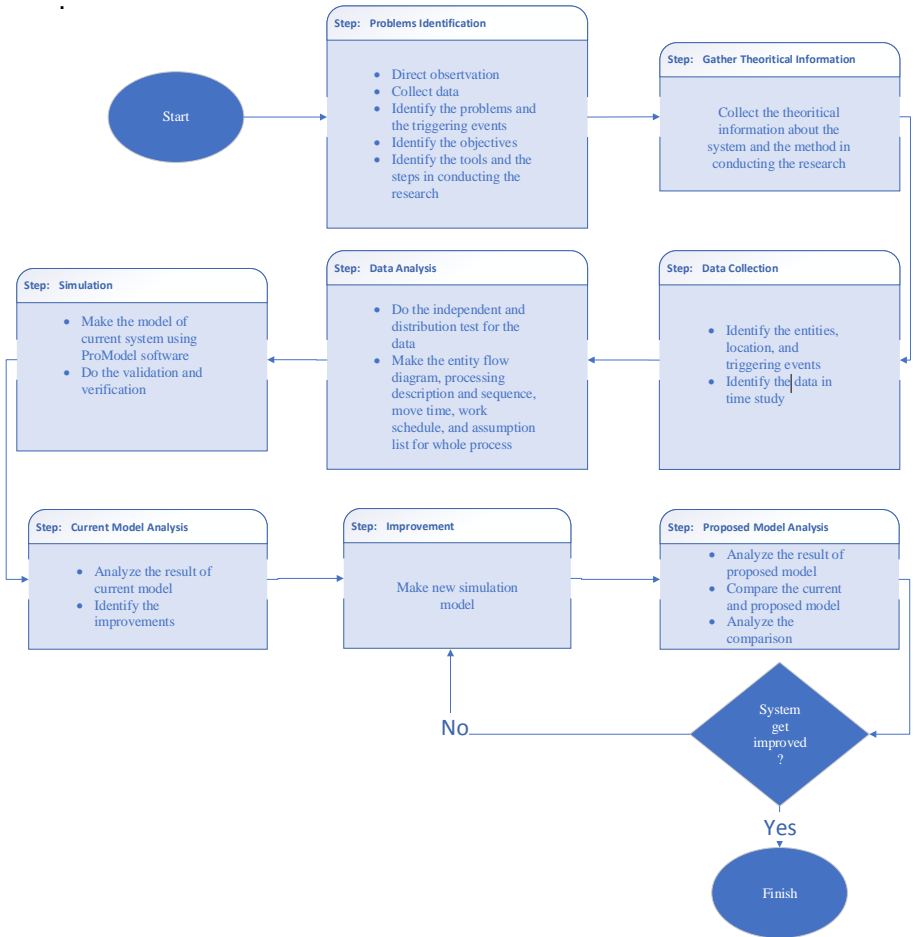 Start
Step: Problems Identification
• Direct obsertvation
• Collect data
• Identify the problems and
the triggering events
• Identify the objectives
• Identify the tools and the
steps in conducting the
research
Step: Gather Theoritical Information
Collect the theoritical
information about the
system and the method in
conducting the research
Step: Data Collection
• Identify the entities,
location, and
triggering events
• Identify the data in
time study
Step: Data Analysis
• Do the independent and
distribution test for the
data
• Make the entity flow
diagram, processing
description and sequence,
move time, work
schedule, and assumption
list for whole process
Step: Simulation
• Make the model of
current system using
ProModel software
• Do the validation and
verification
Step: Current Model Analysis
• Analyze the result of
current model
• Identify the
improvements
Step: Improvement
Make new simulation
model
Step: Proposed Model Analysis
• Analyze the result of
proposed model
• Compare the current
and proposed model
• Analyze the
comparison
System
get
improved
?
No
Yes
Finish